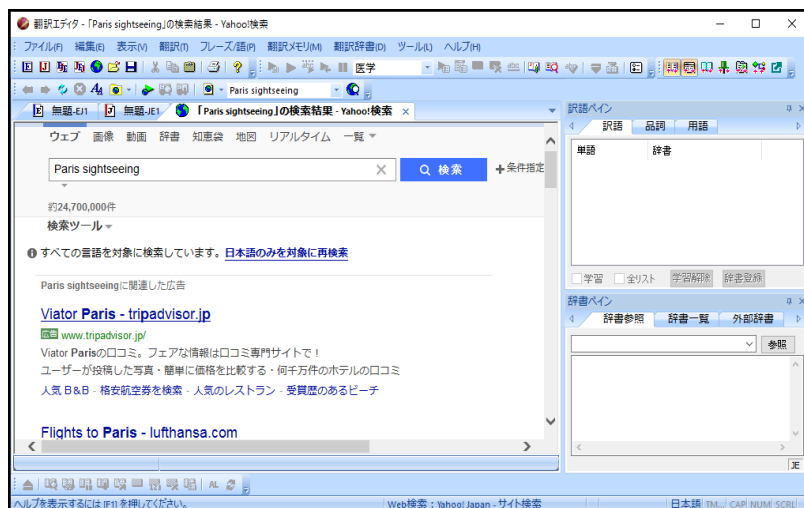 翻訳エディタ - 「Paris sightseeing」の検索結果 - Yahoo!検索
ファイル(F) 編集(E) 表示(V) 翻訳(T) フレーズ/語(P) 翻訳メモリ(M) 翻訳辞書(D) ツール(L) ヘルプ(H)
医学
Paris sightseeing
無題-EJ1 無題-JE1 「Paris sightseeing」の検索結果 - Yahoo!検索
ウェブ 画像 動画 辞書 知恵袋 地図 リアルタイム 一覧
Paris sightseeing 検索 +条件指定
約24,700,000件
検索ツール
すべての言語を対象に検索しています。日本語のみを対象に再検索
Paris sightseeingに関連した広告
Viator Paris - tripadvisor.jp
広告 www.tripadvisor.jp/
Viator Parisの口コミ。フェアな情報は口コミ専門サイトで！
ユーザーが投稿した写真・簡単に価格を比較する・何千万件のホテルの口コミ
人気 B&B - 格安航空券を検索 - 人気のレストラン - 受賞歴のあるビーチ
Flights to Paris - lufthansa.com
訳語ペイン
訳語 品詞 用語
単語 辞書
学習 全リスト 学習解除 辞書登録
辞書ペイン
辞書参照 辞書一覧 外部辞書
参照
JE
AL
ヘルプを表示するには [F1] を押してください。 Web検索：Yahoo! Japan - サイト検索 日本語 TM... CAP NUM SCRL